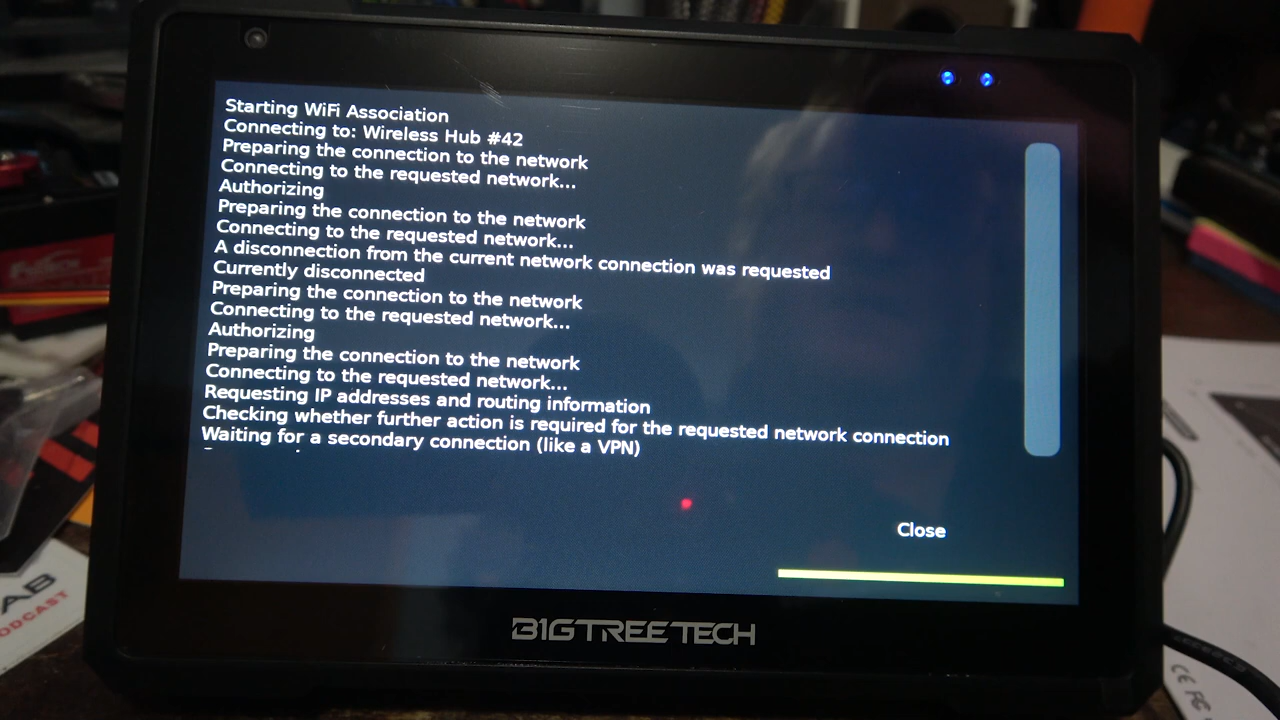 Starting WiFi Association
Connecting to: Wireless Hub #42
Preparing the connection to the network
Connecting to the requested network...
Authorizing
Preparing the connection to the network
Connecting to the requested network...
A disconnection from the current network connection was requested
Currently disconnected
Preparing the connection to the network
Connecting to the requested network...
Authorizing
Preparing the connection to the network
Connecting to the requested network...
Requesting IP addresses and routing information
Checking whether further action is required for the requested network connection
Waiting for a secondary connection (like a VPN)
Close
BIGTREETECH
AB
ODCAST
CE FC